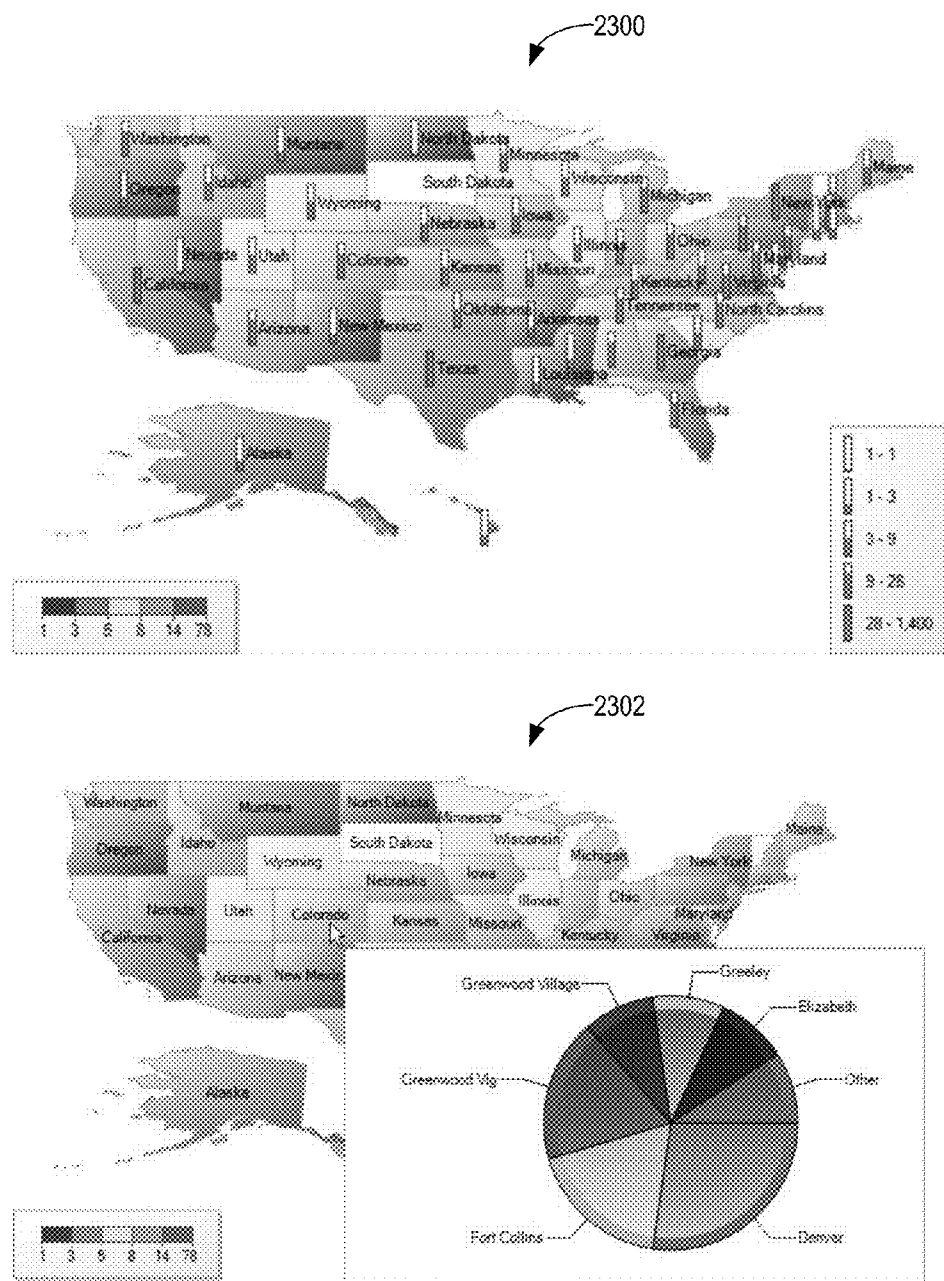 2300
Washington
Montana
North Dakota
Minnesota
Maine
Oregon
Idaho
South Dakota
Wisconsin
Michigan
New York
Wyoming
Nebraska
Iowa
Illinois
Ohio
Maryland
Nevada
Utah
Colorado
Kansas
Missouri
Kentucky
Virginia
California
Arizona
New Mexico
Oklahoma
Arkansas
Tennessee
North Carolina
Texas
Louisiana
Georgia
Florida
Alaska
1 - 1
1 - 3
3 - 9
9 - 28
28 - 1,400
1 3 5 8 14 78
2302
Washington
Montana
North Dakota
Minnesota
Maine
Oregon
Idaho
South Dakota
Wisconsin
Michigan
New York
Wyoming
Nebraska
Iowa
Illinois
Ohio
Maryland
Nevada
Utah
Colorado
Kansas
Missouri
Kentucky
Virginia
California
Arizona
New Mexico
Alaska
Greenwood Village
Greeley
Elizabeth
Greenwood Vlg
Other
Fort Collins
Denver
1 3 5 8 14 78